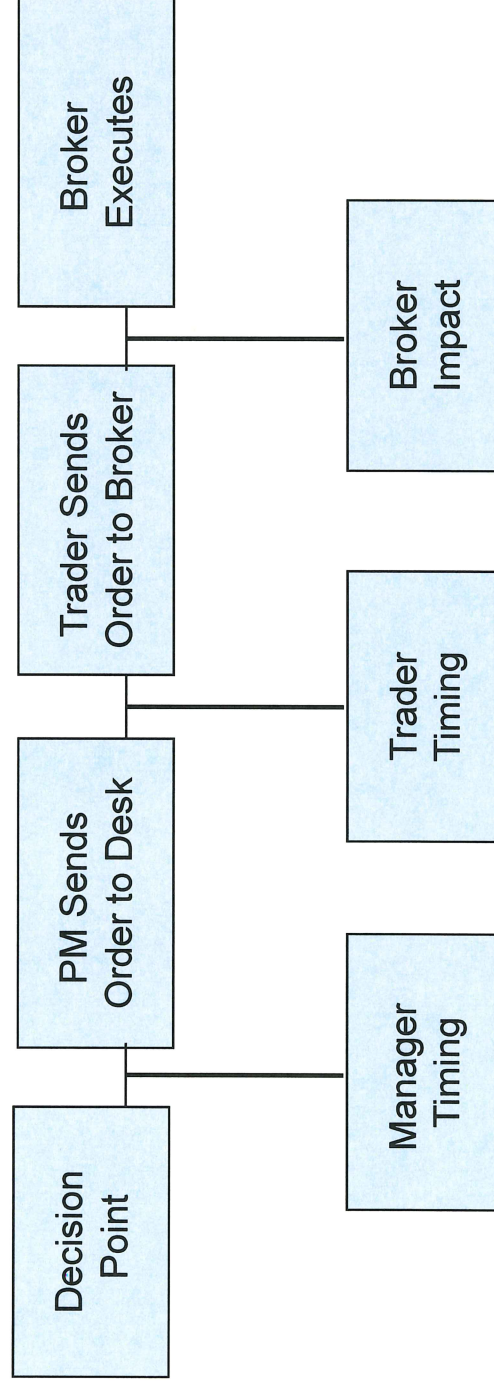 Decision
Point
PM Sends
Order to Desk
Trader Sends
Order to Broker
Broker
Executes
Manager
Timing
Trader
Timing
Broker
Impact